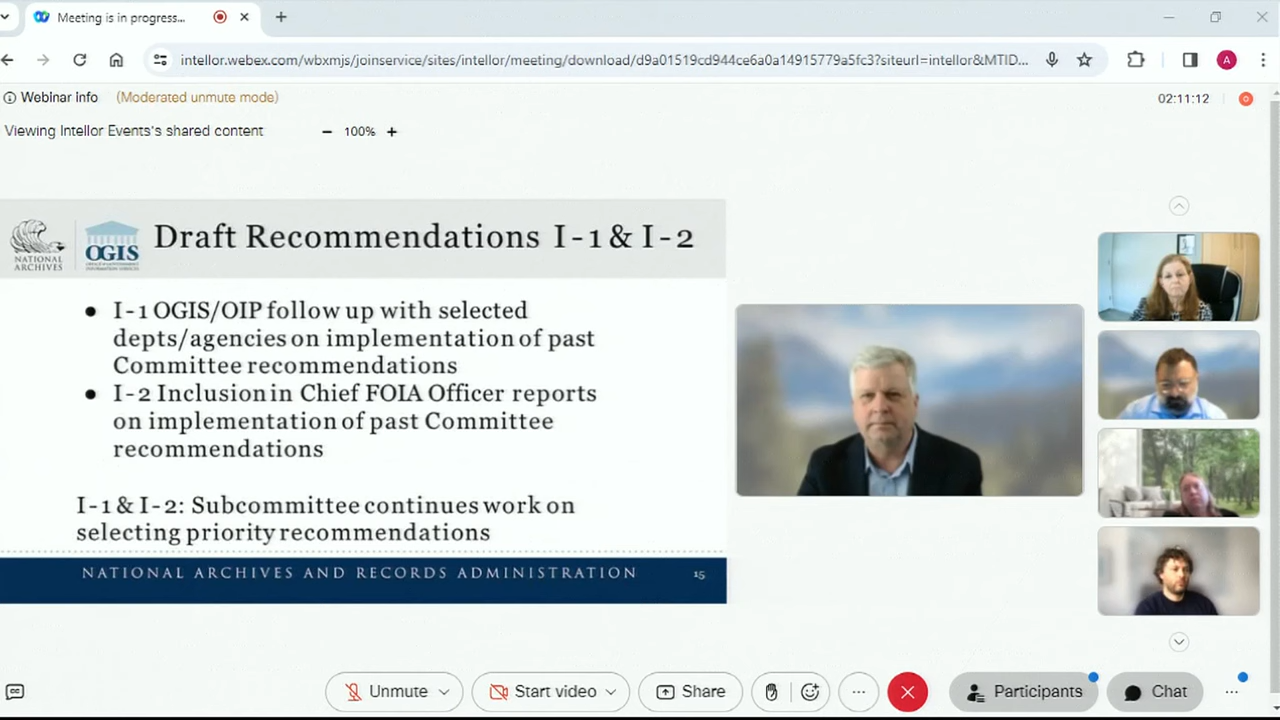 Meeting is in progress...
intellor.webex.com/wbxmjs/joinservice/sites/intellor/meeting/download/d9a01519cd944ce6a0a14915779a5fc3?siteurl=intellor&MTID...
A
Webinar info (Moderated unmute mode)
02:11:12
Viewing Intellor Events's shared content
100%
NATIONAL
ARCHIVES
OGIS
Draft Recommendations I-1 & I-2
● I-1 OGIS/OIP follow up with selected
depts/agencies on implementation of past
Committee recommendations
● I-2 Inclusion in Chief FOIA Officer reports
on implementation of past Committee
recommendations
I-1 & I-2: Subcommittee continues work on
selecting priority recommendations
NATIONAL ARCHIVES AND RECORDS ADMINISTRATION
15
Unmute
Start video
Share
Participants
Chat